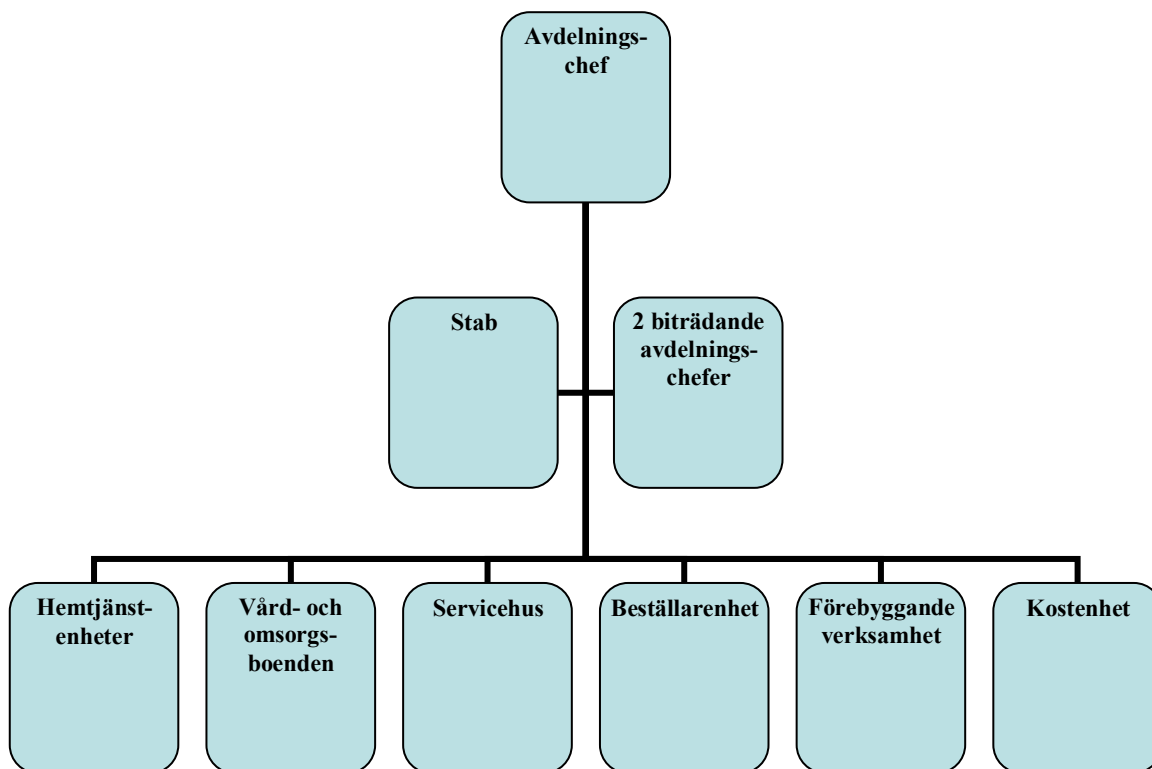 Avdelnings-
chef
Stab
2 biträdande
avdelnings-
chefer
Hemtjänst-
enheter
Vård- och
omsorgs-
boenden
Servicehus
Beställarenhet
Förebyggande
verksamhet
Kostenhet